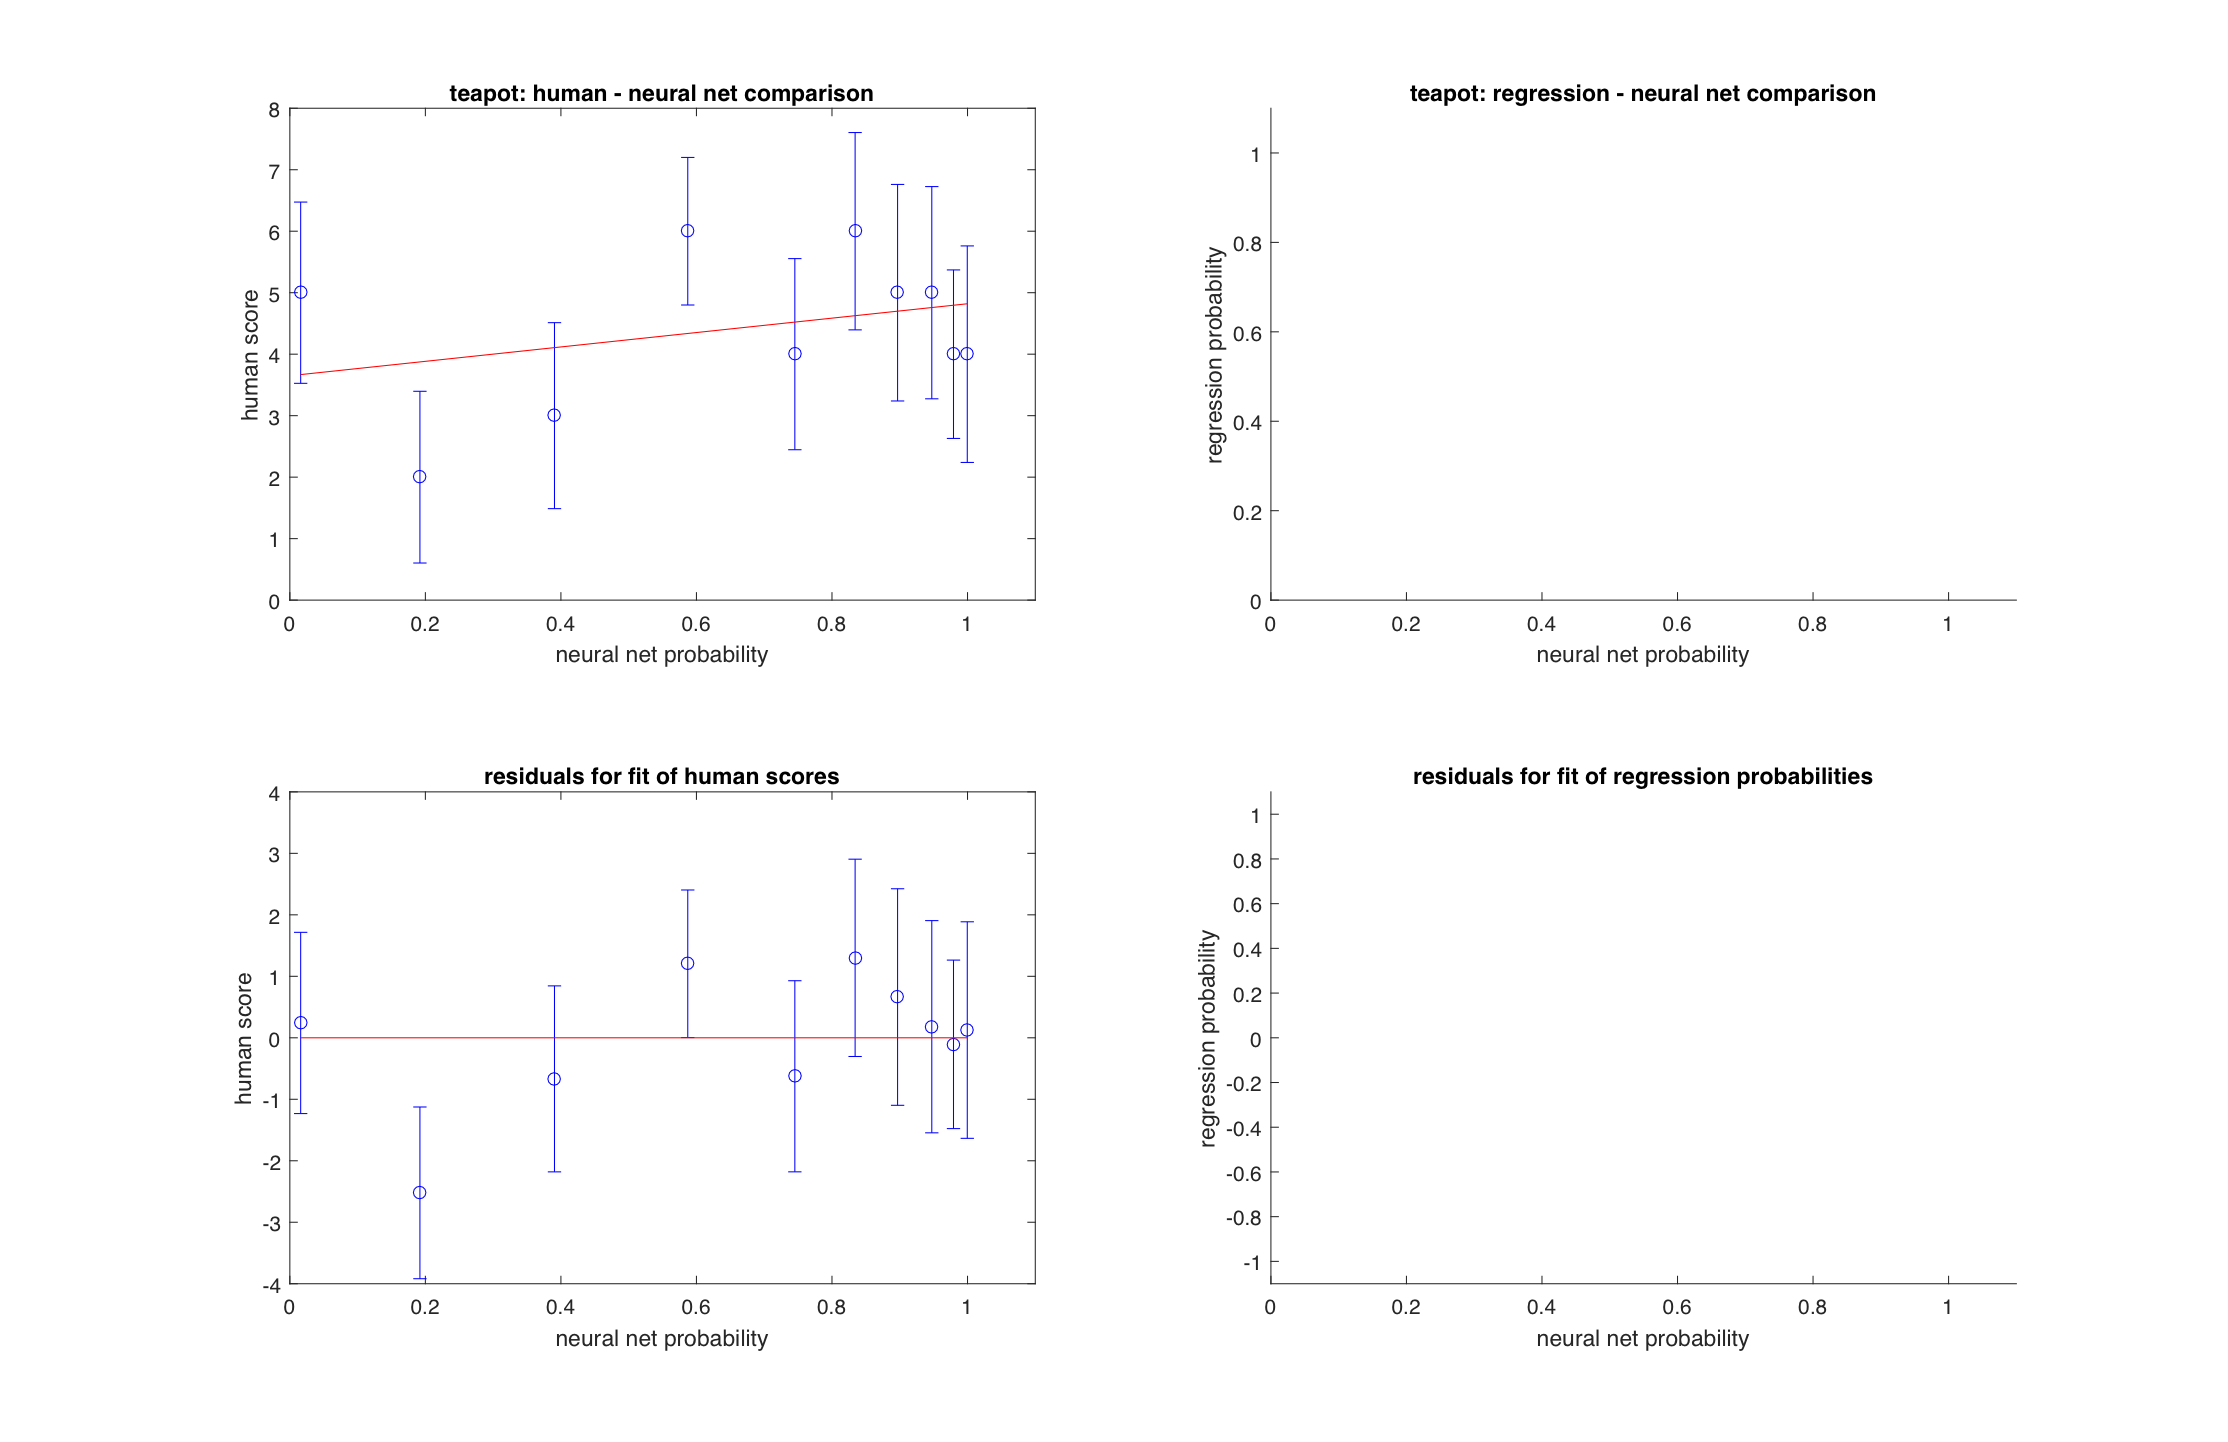 teapot: human - neural net comparison
8
7
6
5
4
3
2
1
0
human score
0 0.2 0.4 0.6 0.8 1
neural net probability
teapot: regression - neural net comparison
1
0.8
0.6
0.4
0.2
0
regression probability
0 0.2 0.4 0.6 0.8 1
neural net probability
residuals for fit of human scores
4
3
2
1
0
-1
-2
-3
-4
human score
0 0.2 0.4 0.6 0.8 1
neural net probability
residuals for fit of regression probabilities
1
0.8
0.6
0.4
0.2
0
-0.2
-0.4
-0.6
-0.8
-1
regression probability
0 0.2 0.4 0.6 0.8 1
neural net probability